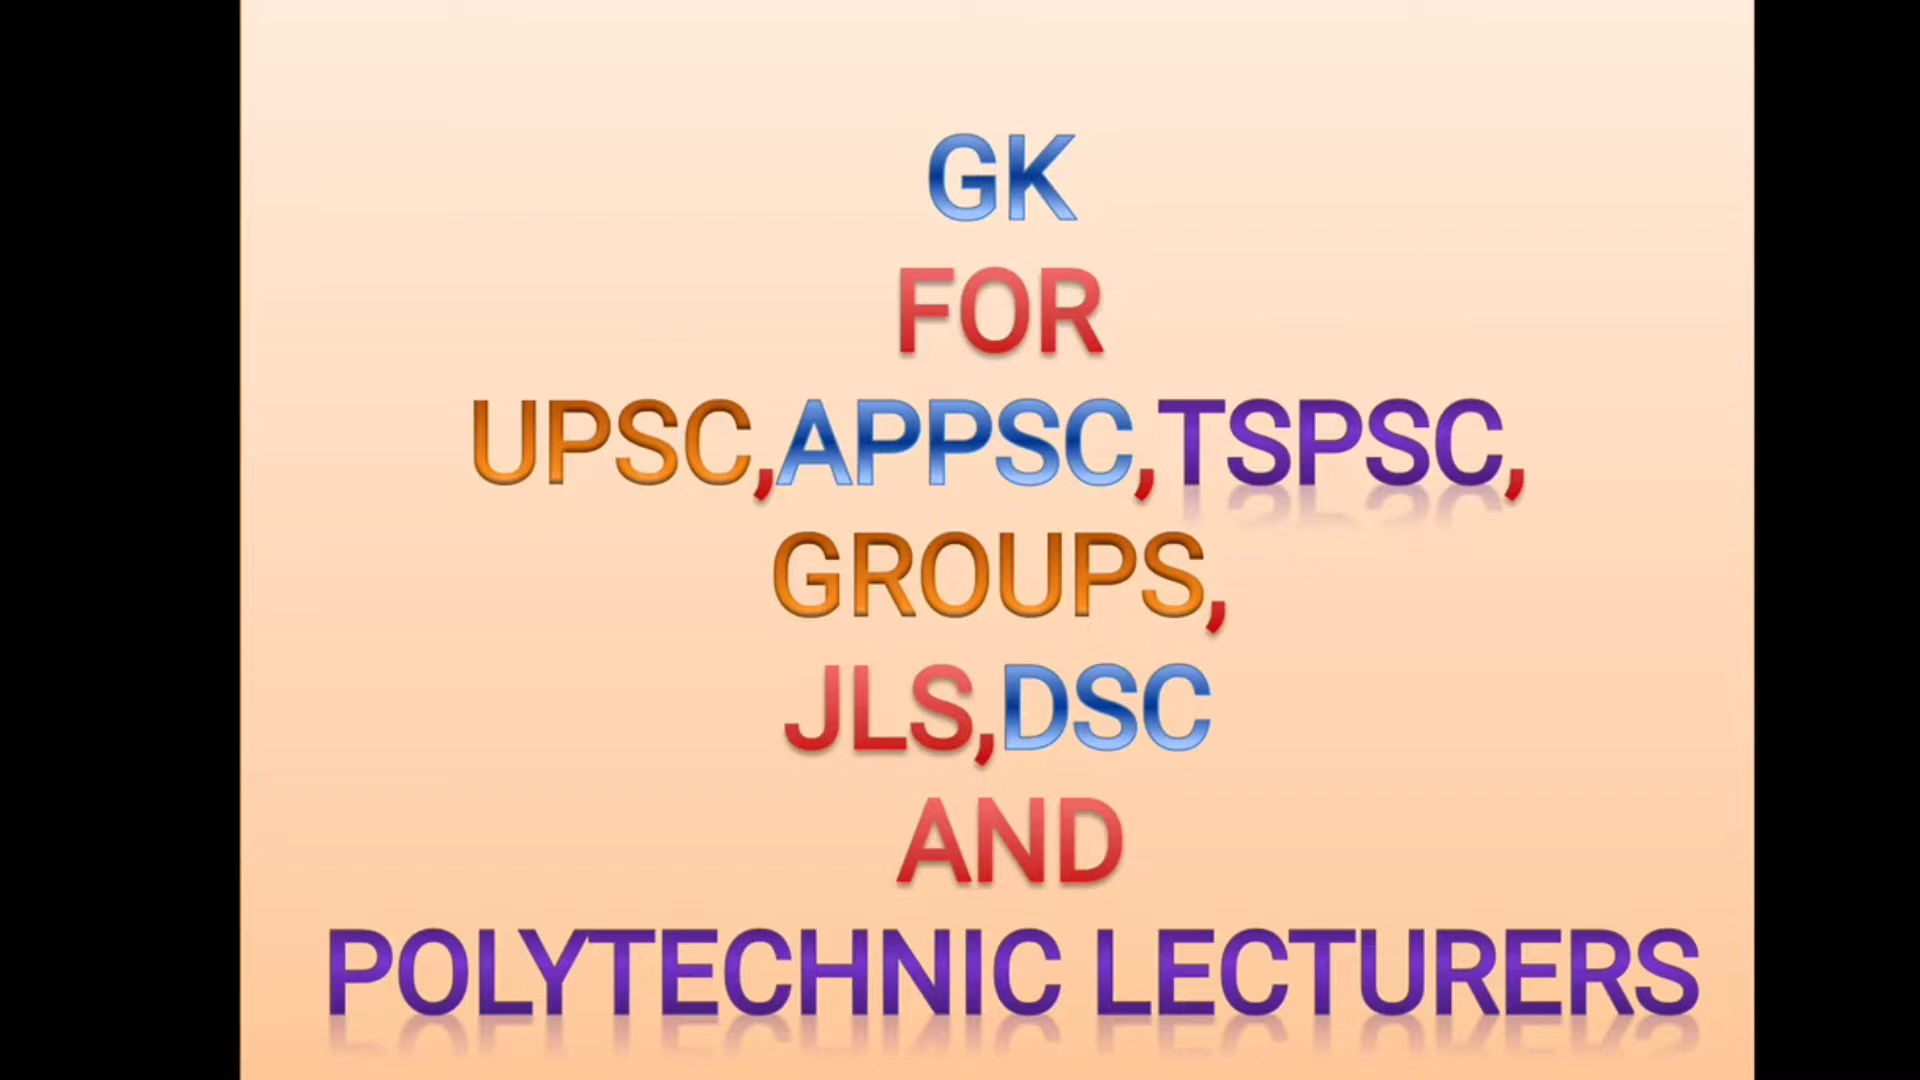 GK
FOR
UPSC,APPSC,TSPSC,
GROUPS,
JLS,DSC
AND
POLYTECHNIC LECTURERS